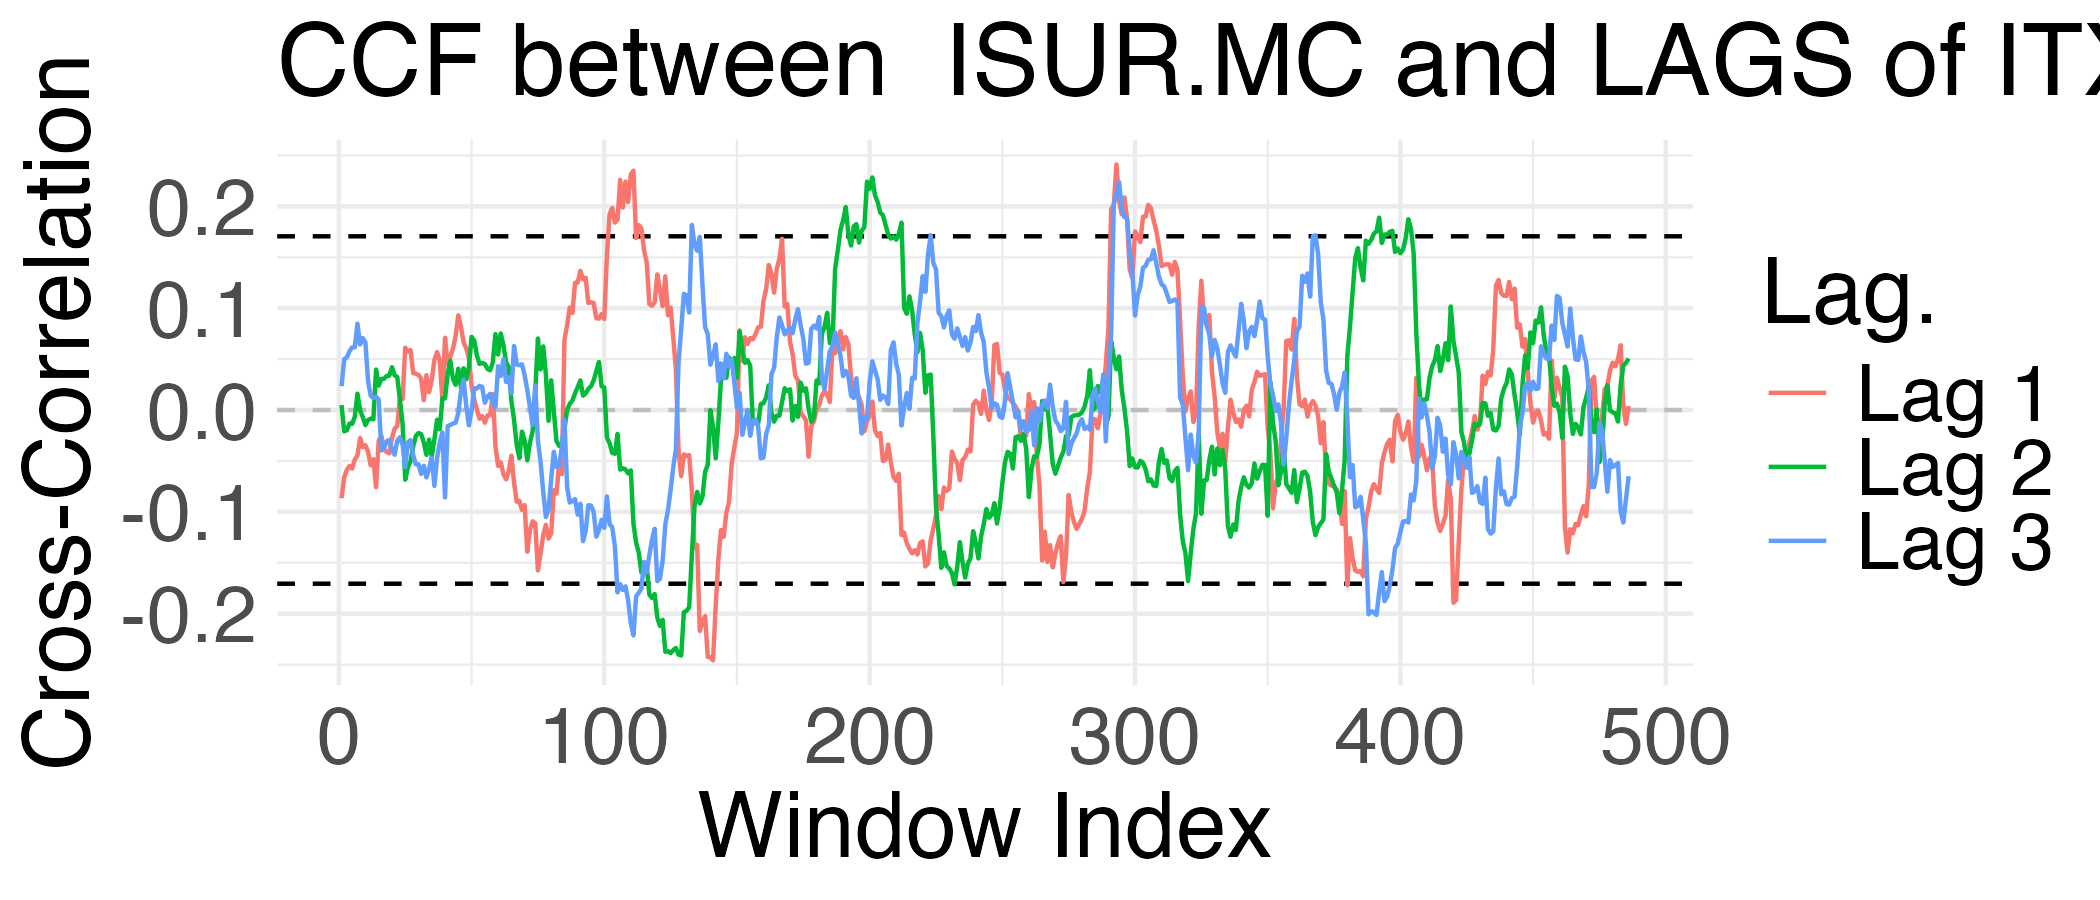 CCF between  ISUR.MC and LAGS of ITX
Cross-Correlation
0.2
0.1
0.0
-0.1
-0.2
0 100 200 300 400 500
Window Index
Lag.
Lag 1
Lag 2
Lag 3